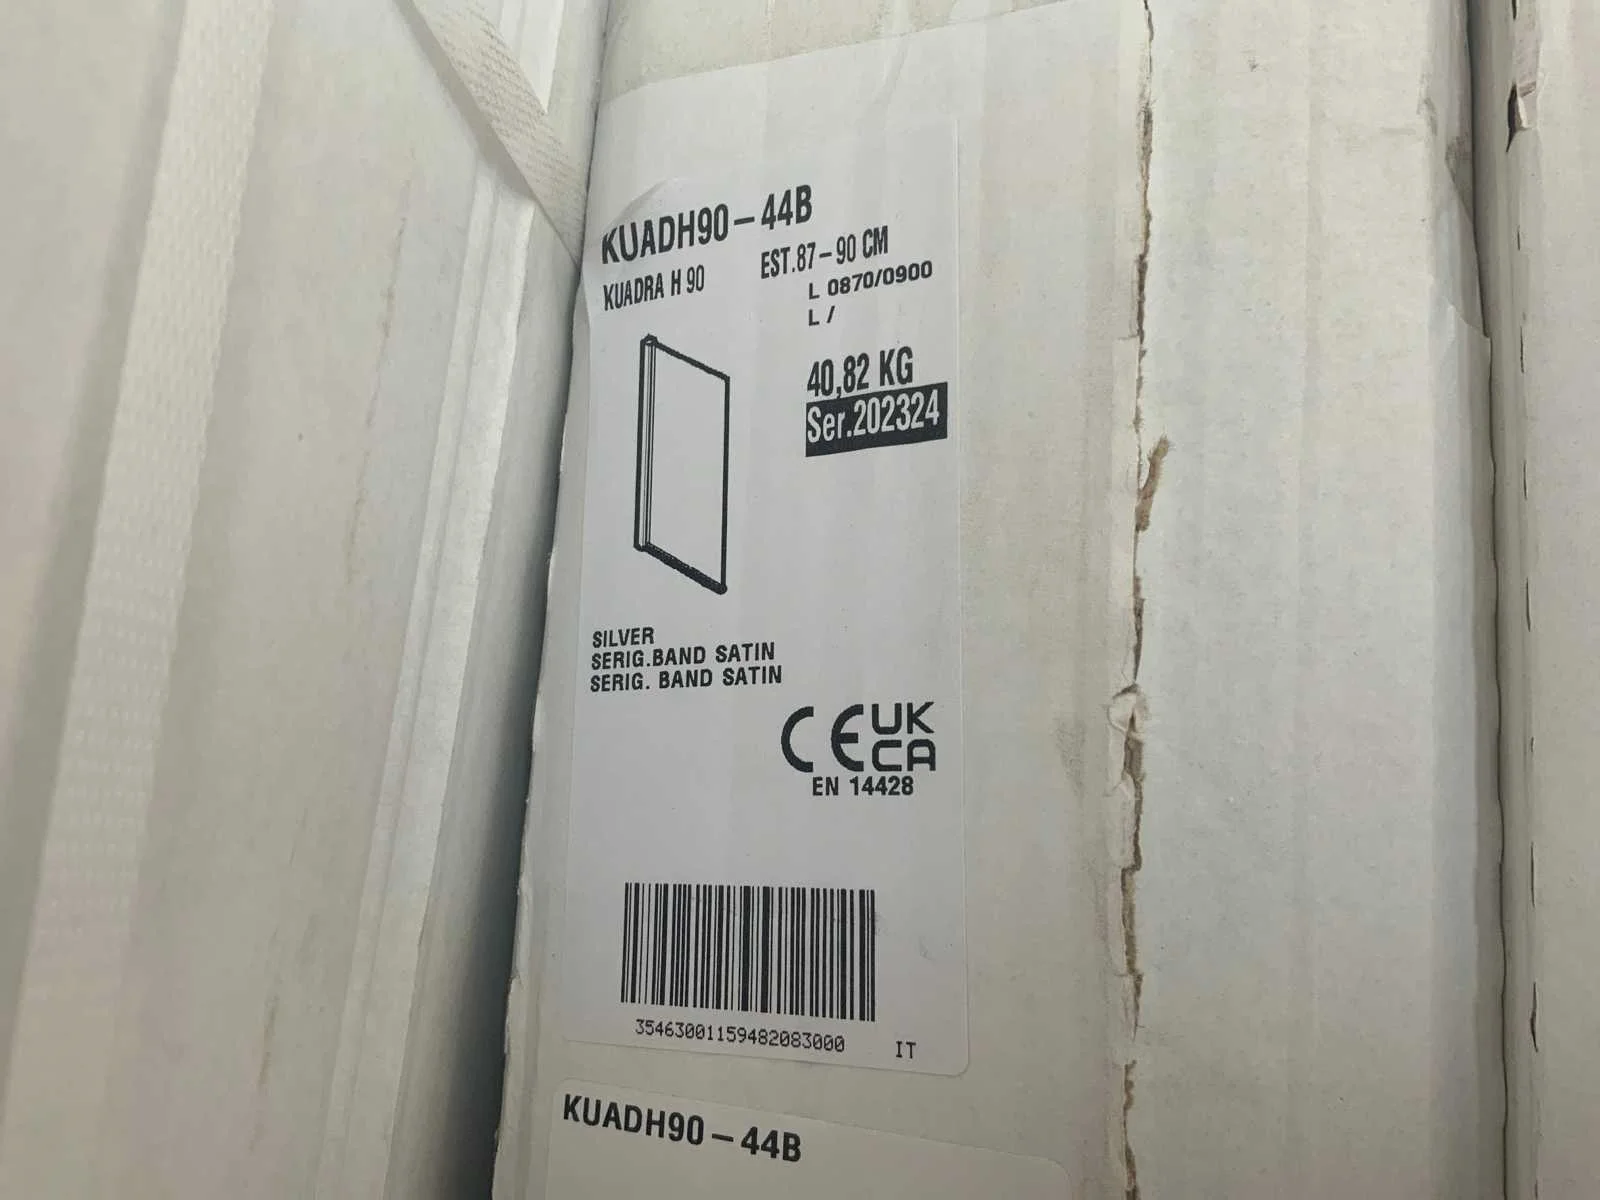 KUADH90-44B
KUADRA H 90
EST.87-90 CM
L 0870/0900
L /
40,82 KG
Ser.202324
SILVER
SERIG.BAND SATIN
SERIG. BAND SATIN
CE UK
CA
EN 14428
35463001159482083000
IT
KUADH90-44B